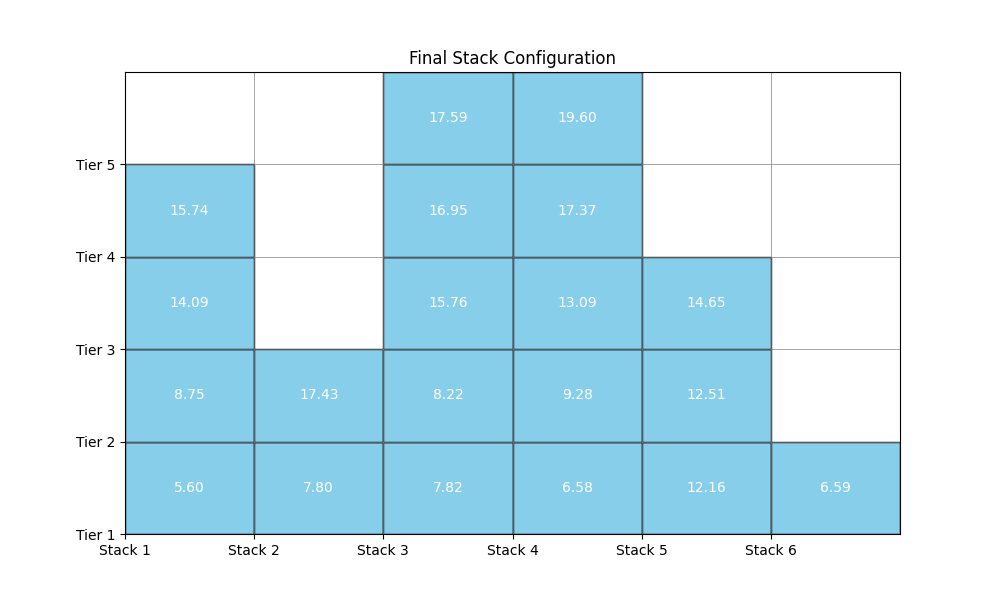 Final Stack Configuration
17.59 19.60
Tier 5
15.74 16.95 17.37
Tier 4
14.09 15.76 13.09 14.65
Tier 3
8.75 17.43 8.22 9.28 12.51
Tier 2
5.60 7.80 7.82 6.58 12.16 6.59
Tier 1
Stack 1 Stack 2 Stack 3 Stack 4 Stack 5 Stack 6